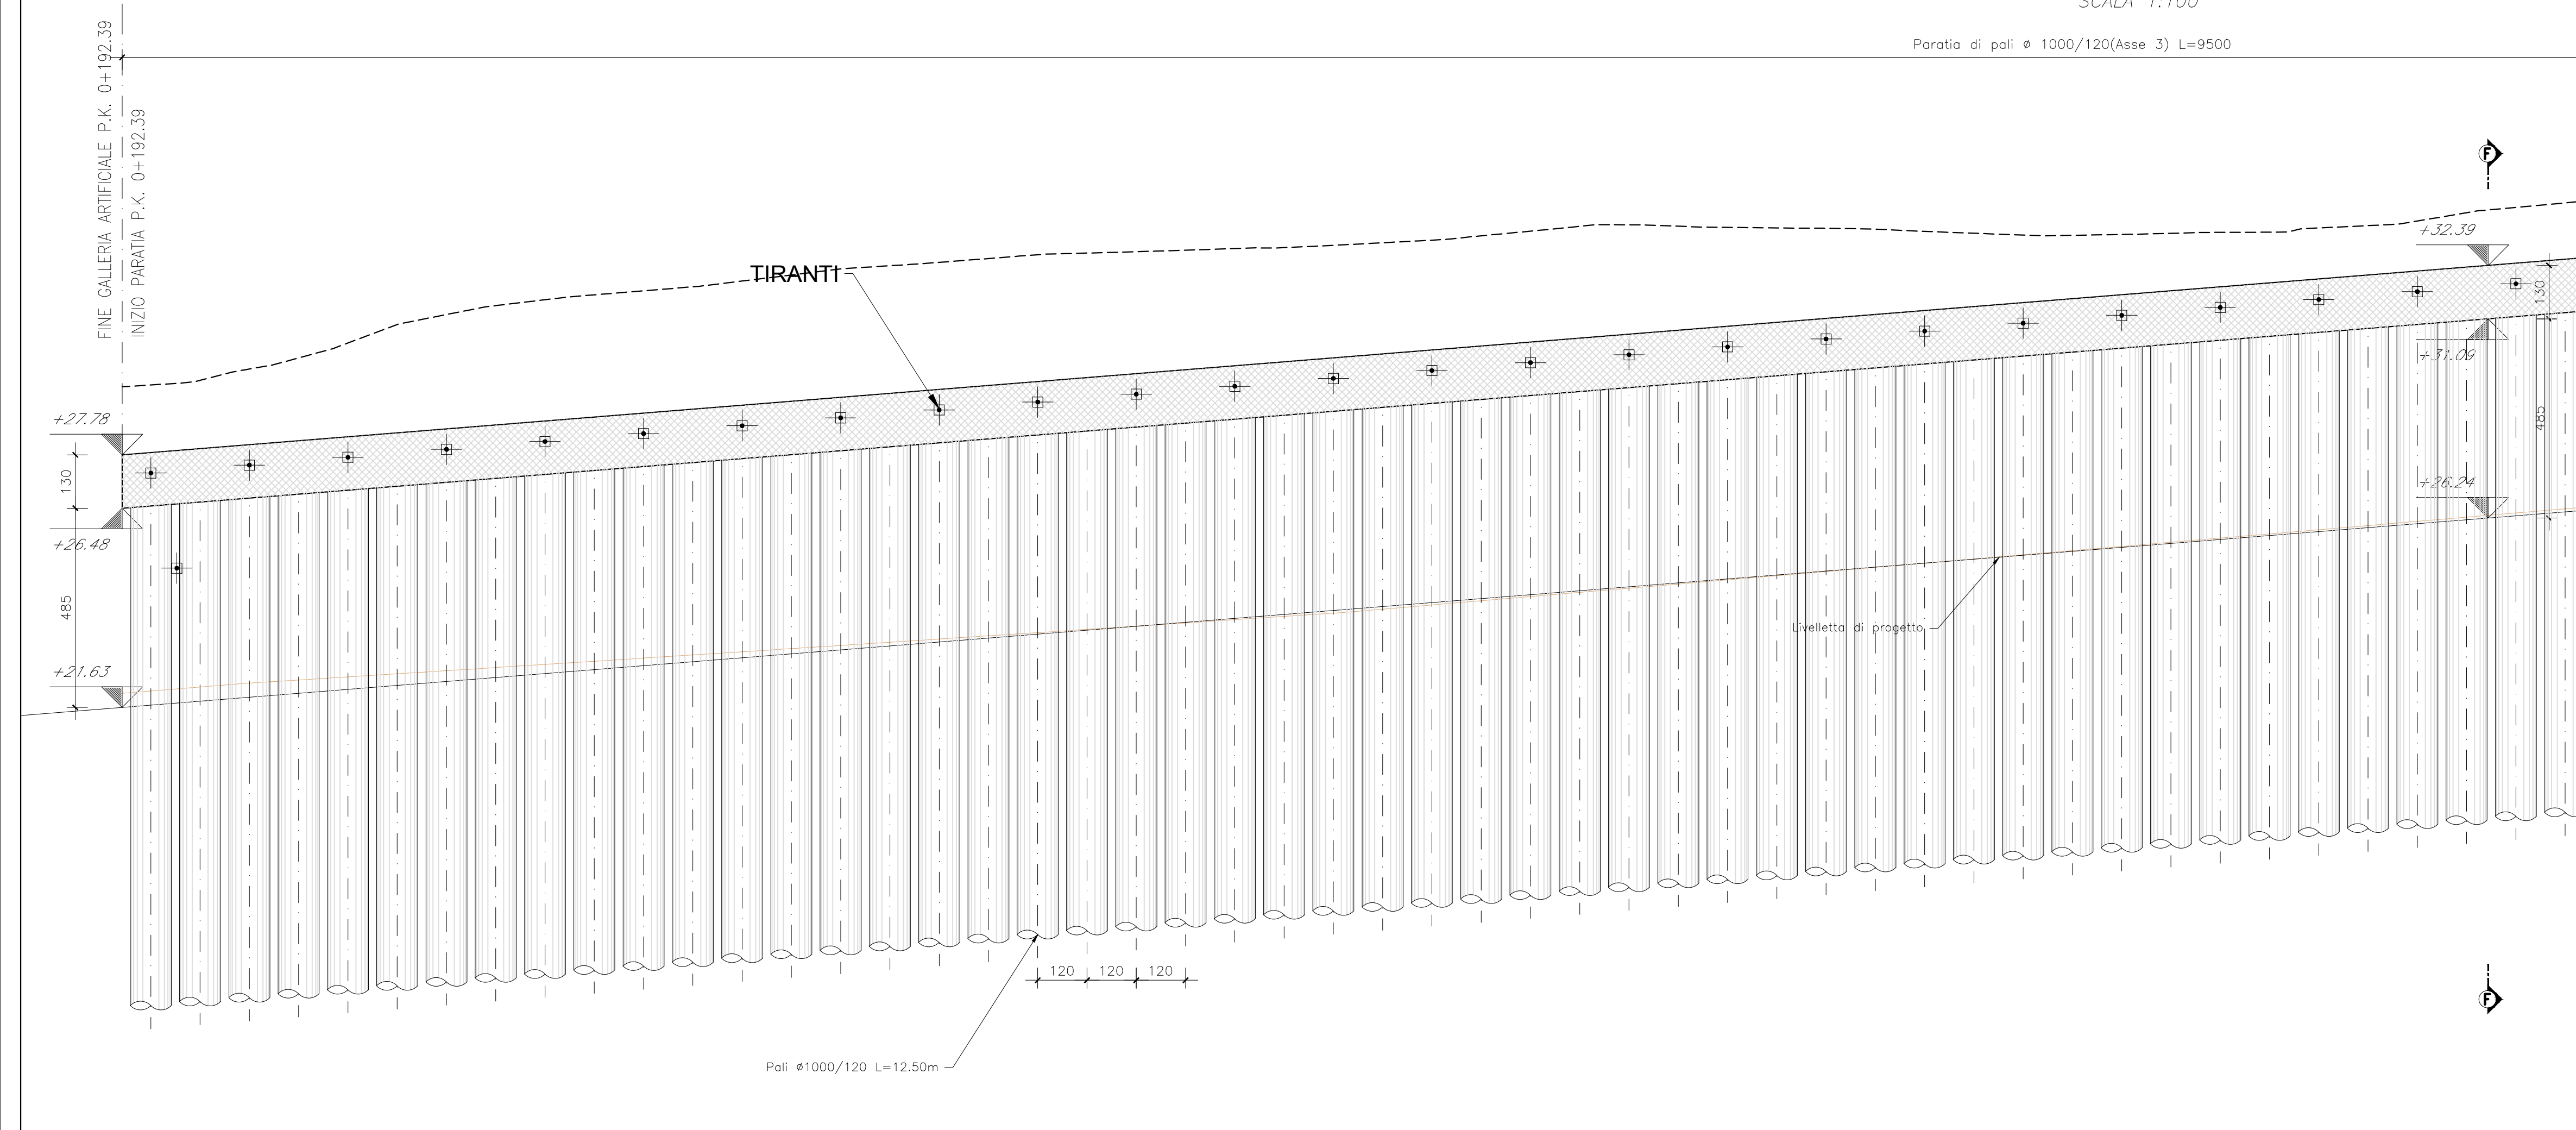 SCALA 1:100
Paratia di pali ø 1000/120(Asse 3) L=9500
FINE GALLERIA ARTIFICIALE P.K. 0+192.39
INIZIO PARATIA P.K. 0+192.39
F
+32.39
TIRANTI
130
+31.09
+27.78
485
130
+26.24
+26.48
485
Livelletta di progetto
+21.63
120
120
120
F
Pali ø1000/120 L=12.50m